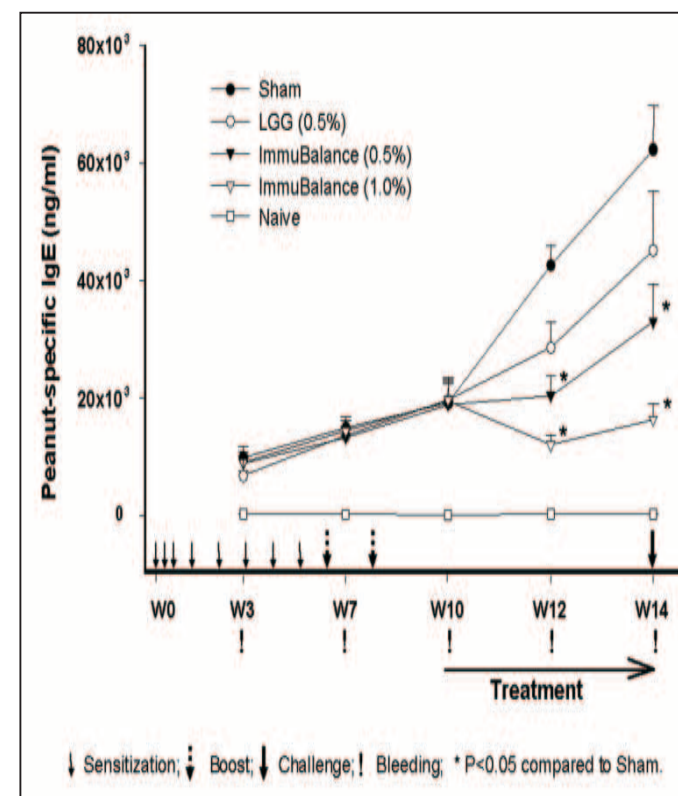 80x10³
Sham
LGG (0.5%)
ImmuBalance (0.5%)
ImmuBalance (1.0%)
Naive
60x10³
40x10³
20x10³
0
Peanut-specific IgE (ng/ml)
* *
* *
W0 W3 W7 W10 W12 W14
! ! ! ! !
Treatment
Sensitization; Boost; Challenge; ! Bleeding; * P<0.05 compared to Sham.